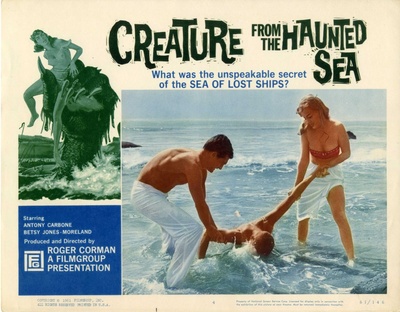 CREATURE FROM THE HAUNTED SEA
What was the unspeakable secret
of the SEA OF LOST SHIPS?
Starring
ANTONY CARBONE
BETSY JONES-MORELAND
Produced and Directed by
ROGER CORMAN
A FILMGROUP
PRESENTATION